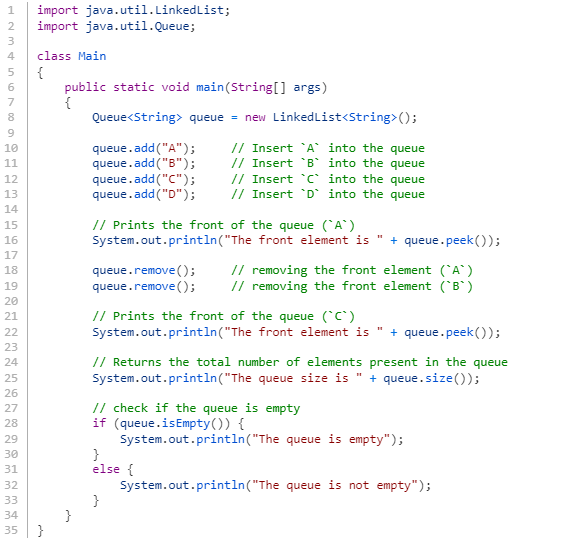 1 import java.util.LinkedList;
2 import java.util.Queue;
3
4 class Main
5 {
6     public static void main(String[] args)
7     {
8         Queue<String> queue = new LinkedList<String>();
9
10         queue.add("A");     // Insert `A` into the queue
11         queue.add("B");     // Insert `B` into the queue
12         queue.add("C");     // Insert `C` into the queue
13         queue.add("D");     // Insert `D` into the queue
14
15         // Prints the front of the queue (`A`)
16         System.out.println("The front element is " + queue.peek());
17
18         queue.remove();     // removing the front element (`A`)
19         queue.remove();     // removing the front element (`B`)
20
21         // Prints the front of the queue (`C`)
22         System.out.println("The front element is " + queue.peek());
23
24         // Returns the total number of elements present in the queue
25         System.out.println("The queue size is " + queue.size());
26
27         // check if the queue is empty
28         if (queue.isEmpty()) {
29             System.out.println("The queue is empty");
30         }
31         else {
32             System.out.println("The queue is not empty");
33         }
34     }
35 }